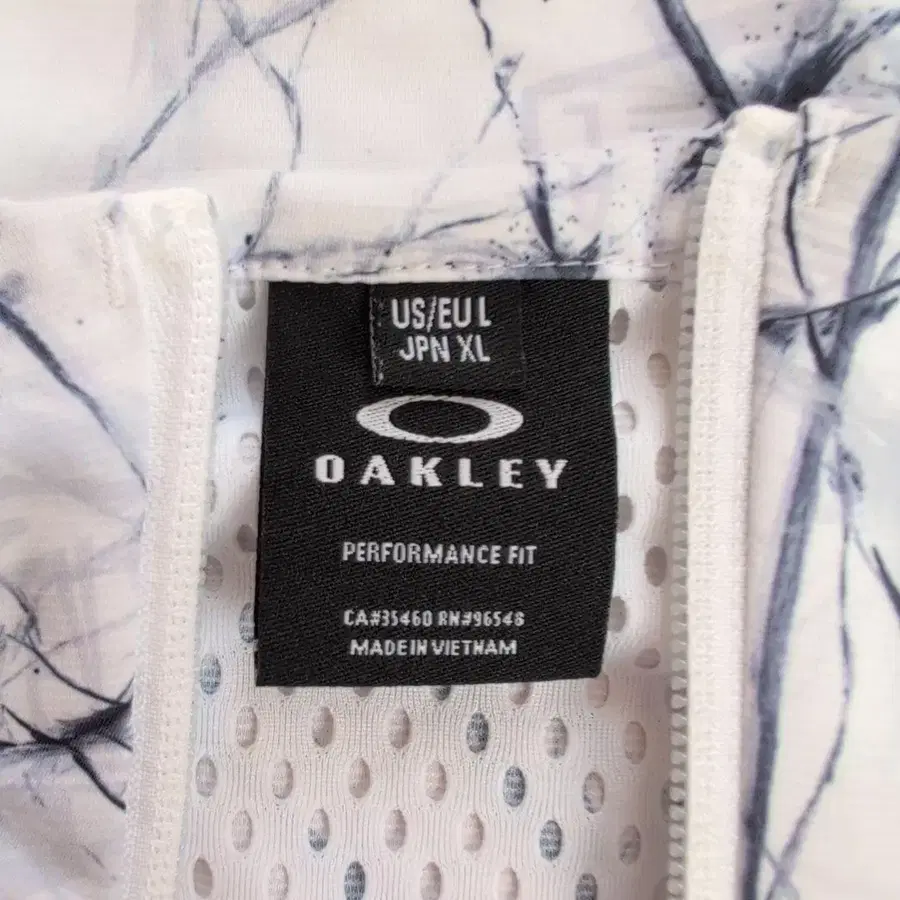 US/EU L
JPN XL
OAKLEY
PERFORMANCE FIT
CA#35460 RN#96548
MADE IN VIETNAM